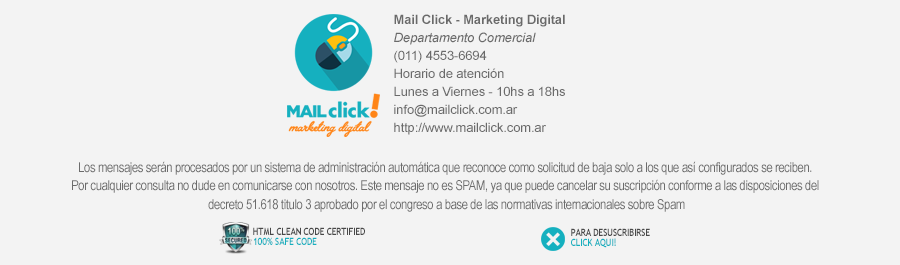 Mail Click - Marketing Digital
Departamento Comercial
(011) 4553-6694
Horario de atención
Lunes a Viernes - 10hs a 18hs
info@mailclick.com.ar
http://www.mailclick.com.ar
MAIL click!
marketing digital
Los mensajes serán procesados por un sistema de administración automática que reconoce como solicitud de baja solo a los que así configurados se reciben.
Por cualquier consulta no dude en comunicarse con nosotros. Este mensaje no es SPAM, ya que puede cancelar su suscripción conforme a las disposiciones del
decreto 51.618 titulo 3 aprobado por el congreso a base de las normativas internacionales sobre Spam
100%
SECURED
HTML CLEAN CODE CERTIFIED
100% SAFE CODE
PARA DESUSCRIBIRSE
CLICK AQUI!